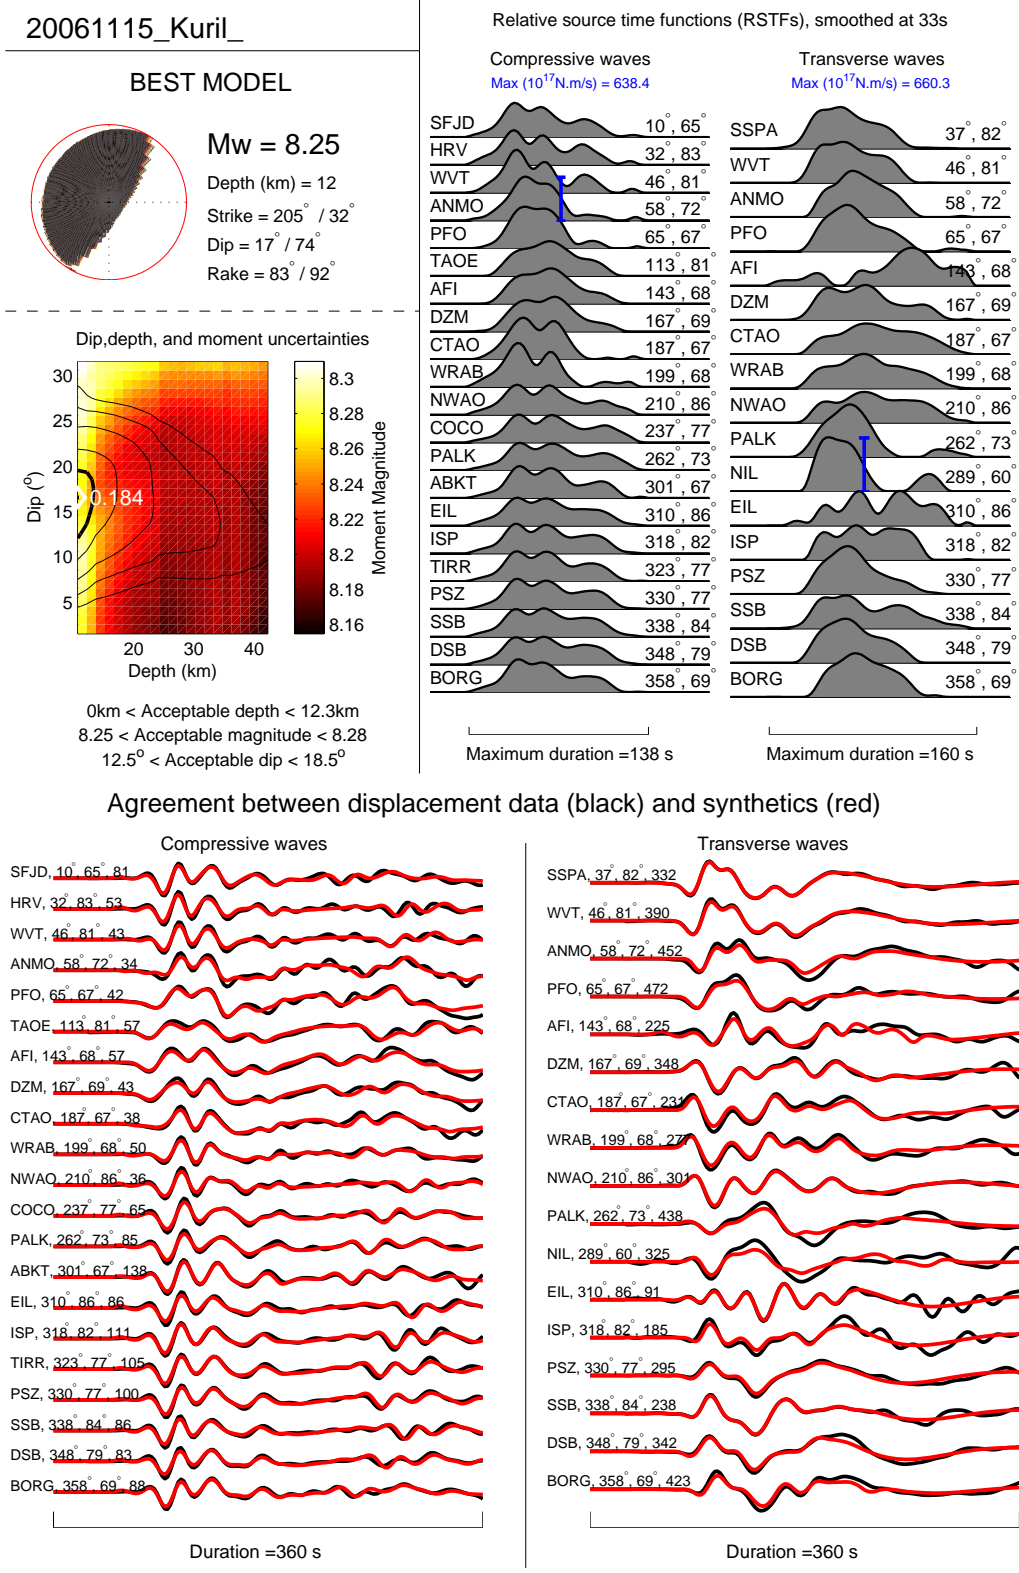 20061115_Kuril_
BEST MODEL
Mw = 8.25
Depth (km) = 12
Strike = 205° / 32°
Dip = 17° / 74°
Rake = 83° / 92°
Dip,depth, and moment uncertainties
30
25
20
15
10
5
Dip (°)
0.184
20
30
40
Depth (km)
8.3
8.28
8.26
8.24
8.22
8.2
8.18
8.16
Moment Magnitude
0km < Acceptable depth < 12.3km
8.25 < Acceptable magnitude < 8.28
12.5° < Acceptable dip < 18.5°
Relative source time functions (RSTFs), smoothed at 33s
Compressive waves
Max (10^17 N.m/s) = 638.4
SFJD 10°, 65°
HRV 32°, 83°
WVT 46°, 81°
ANMO 58°, 72°
PFO 65°, 67°
TAOE 113°, 81°
AFI 143°, 68°
DZM 167°, 69°
CTAO 187°, 67°
WRAB 199°, 68°
NWAO 210°, 86°
COCO 237°, 77°
PALK 262°, 73°
ABKT 301°, 67°
EIL 310°, 86°
ISP 318°, 82°
TIRR 323°, 77°
PSZ 330°, 77°
SSB 338°, 84°
DSB 348°, 79°
BORG 358°, 69°
Maximum duration =138 s
Transverse waves
Max (10^17 N.m/s) = 660.3
SSPA 37°, 82°
WVT 46°, 81°
ANMO 58°, 72°
PFO 65°, 67°
AFI 143°, 68°
DZM 167°, 69°
CTAO 187°, 67°
WRAB 199°, 68°
NWAO 210°, 86°
PALK 262°, 73°
NIL 289°, 60°
EIL 310°, 86°
ISP 318°, 82°
PSZ 330°, 77°
SSB 338°, 84°
DSB 348°, 79°
BORG 358°, 69°
Maximum duration =160 s
Agreement between displacement data (black) and synthetics (red)
Compressive waves
SFJD, 10°, 65°, 81
HRV, 32°, 83°, 53
WVT, 46°, 81°, 43
ANMO, 58°, 72°, 34
PFO, 65°, 67°, 42
TAOE, 113°, 81°, 57
AFI, 143°, 68°, 57
DZM, 167°, 69°, 43
CTAO, 187°, 67°, 38
WRAB, 199°, 68°, 50
NWAO, 210°, 86°, 36
COCO, 237°, 77°, 65
PALK, 262°, 73°, 85
ABKT, 301°, 67°, 138
EIL, 310°, 86°, 86
ISP, 318°, 82°, 111
TIRR, 323°, 77°, 105
PSZ, 330°, 77°, 100
SSB, 338°, 84°, 86
DSB, 348°, 79°, 83
BORG, 358°, 69°, 88
Duration =360 s
Transverse waves
SSPA, 37°, 82°, 332
WVT, 46°, 81°, 390
ANMO, 58°, 72°, 452
PFO, 65°, 67°, 472
AFI, 143°, 68°, 225
DZM, 167°, 69°, 348
CTAO, 187°, 67°, 231
WRAB, 199°, 68°, 277
NWAO, 210°, 86°, 301
PALK, 262°, 73°, 438
NIL, 289°, 60°, 325
EIL, 310°, 86°, 91
ISP, 318°, 82°, 185
PSZ, 330°, 77°, 295
SSB, 338°, 84°, 238
DSB, 348°, 79°, 342
BORG, 358°, 69°, 423
Duration =360 s